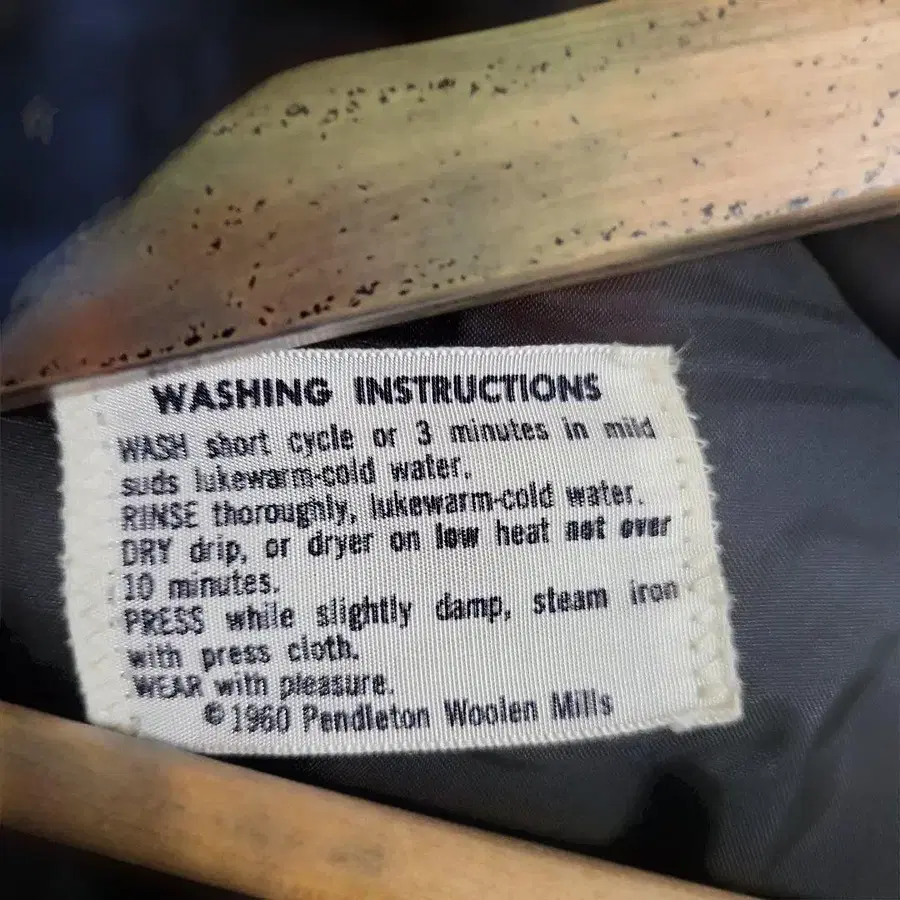 WASHING INSTRUCTIONS
WASH short cycle or 3 minutes in mild
suds lukewarm-cold water.
RINSE thoroughly, lukewarm-cold water.
DRY drip, or dryer on low heat not over
10 minutes.
PRESS while slightly damp, steam iron
with press cloth.
WEAR with pleasure.
© 1960 Pendleton Woolen Mills